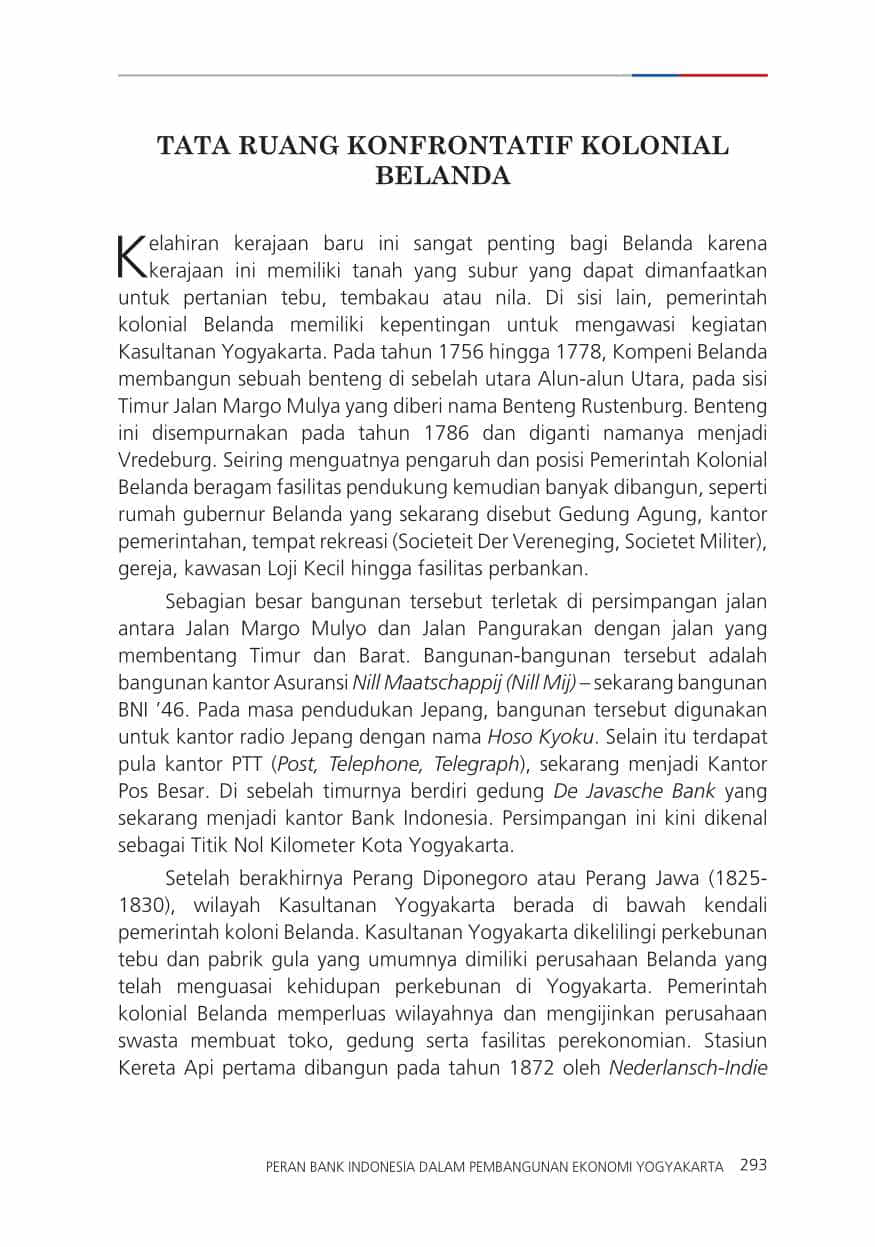 TATA RUANG KONFRONTATIF KOLONIAL
BELANDA
Kelahiran kerajaan baru ini sangat penting bagi Belanda karena
kerajaan ini memiliki tanah yang subur yang dapat dimanfaatkan
untuk pertanian tebu, tembakau atau nila. Di sisi lain, pemerintah
kolonial Belanda memiliki kepentingan untuk mengawasi kegiatan
Kasultanan Yogyakarta. Pada tahun 1756 hingga 1778, Kompeni Belanda
membangun sebuah benteng di sebelah utara Alun-alun Utara, pada sisi
Timur Jalan Margo Mulya yang diberi nama Benteng Rustenburg. Benteng
ini disempurnakan pada tahun 1786 dan diganti namanya menjadi
Vredeburg. Seiring menguatnya pengaruh dan posisi Pemerintah Kolonial
Belanda beragam fasilitas pendukung kemudian banyak dibangun, seperti
rumah gubernur Belanda yang sekarang disebut Gedung Agung, kantor
pemerintahan, tempat rekreasi (Societeit Der Vereneging, Societet Militer),
gereja, kawasan Loji Kecil hingga fasilitas perbankan.
Sebagian besar bangunan tersebut terletak di persimpangan jalan
antara Jalan Margo Mulyo dan Jalan Pangurakan dengan jalan yang
membentang Timur dan Barat. Bangunan-bangunan tersebut adalah
bangunan kantor Asuransi Nill Maatschappij (Nill Mij) – sekarang bangunan
BNI ’46. Pada masa pendudukan Jepang, bangunan tersebut digunakan
untuk kantor radio Jepang dengan nama Hoso Kyoku. Selain itu terdapat
pula kantor PTT (Post, Telephone, Telegraph), sekarang menjadi Kantor
Pos Besar. Di sebelah timurnya berdiri gedung De Javasche Bank yang
sekarang menjadi kantor Bank Indonesia. Persimpangan ini kini dikenal
sebagai Titik Nol Kilometer Kota Yogyakarta.
Setelah berakhirnya Perang Diponegoro atau Perang Jawa (1825-
1830), wilayah Kasultanan Yogyakarta berada di bawah kendali
pemerintah koloni Belanda. Kasultanan Yogyakarta dikelilingi perkebunan
tebu dan pabrik gula yang umumnya dimiliki perusahaan Belanda yang
telah menguasai kehidupan perkebunan di Yogyakarta. Pemerintah
kolonial Belanda memperluas wilayahnya dan mengijinkan perusahaan
swasta membuat toko, gedung serta fasilitas perekonomian. Stasiun
Kereta Api pertama dibangun pada tahun 1872 oleh Nederlansch-Indie
PERAN BANK INDONESIA DALAM PEMBANGUNAN EKONOMI YOGYAKARTA 293